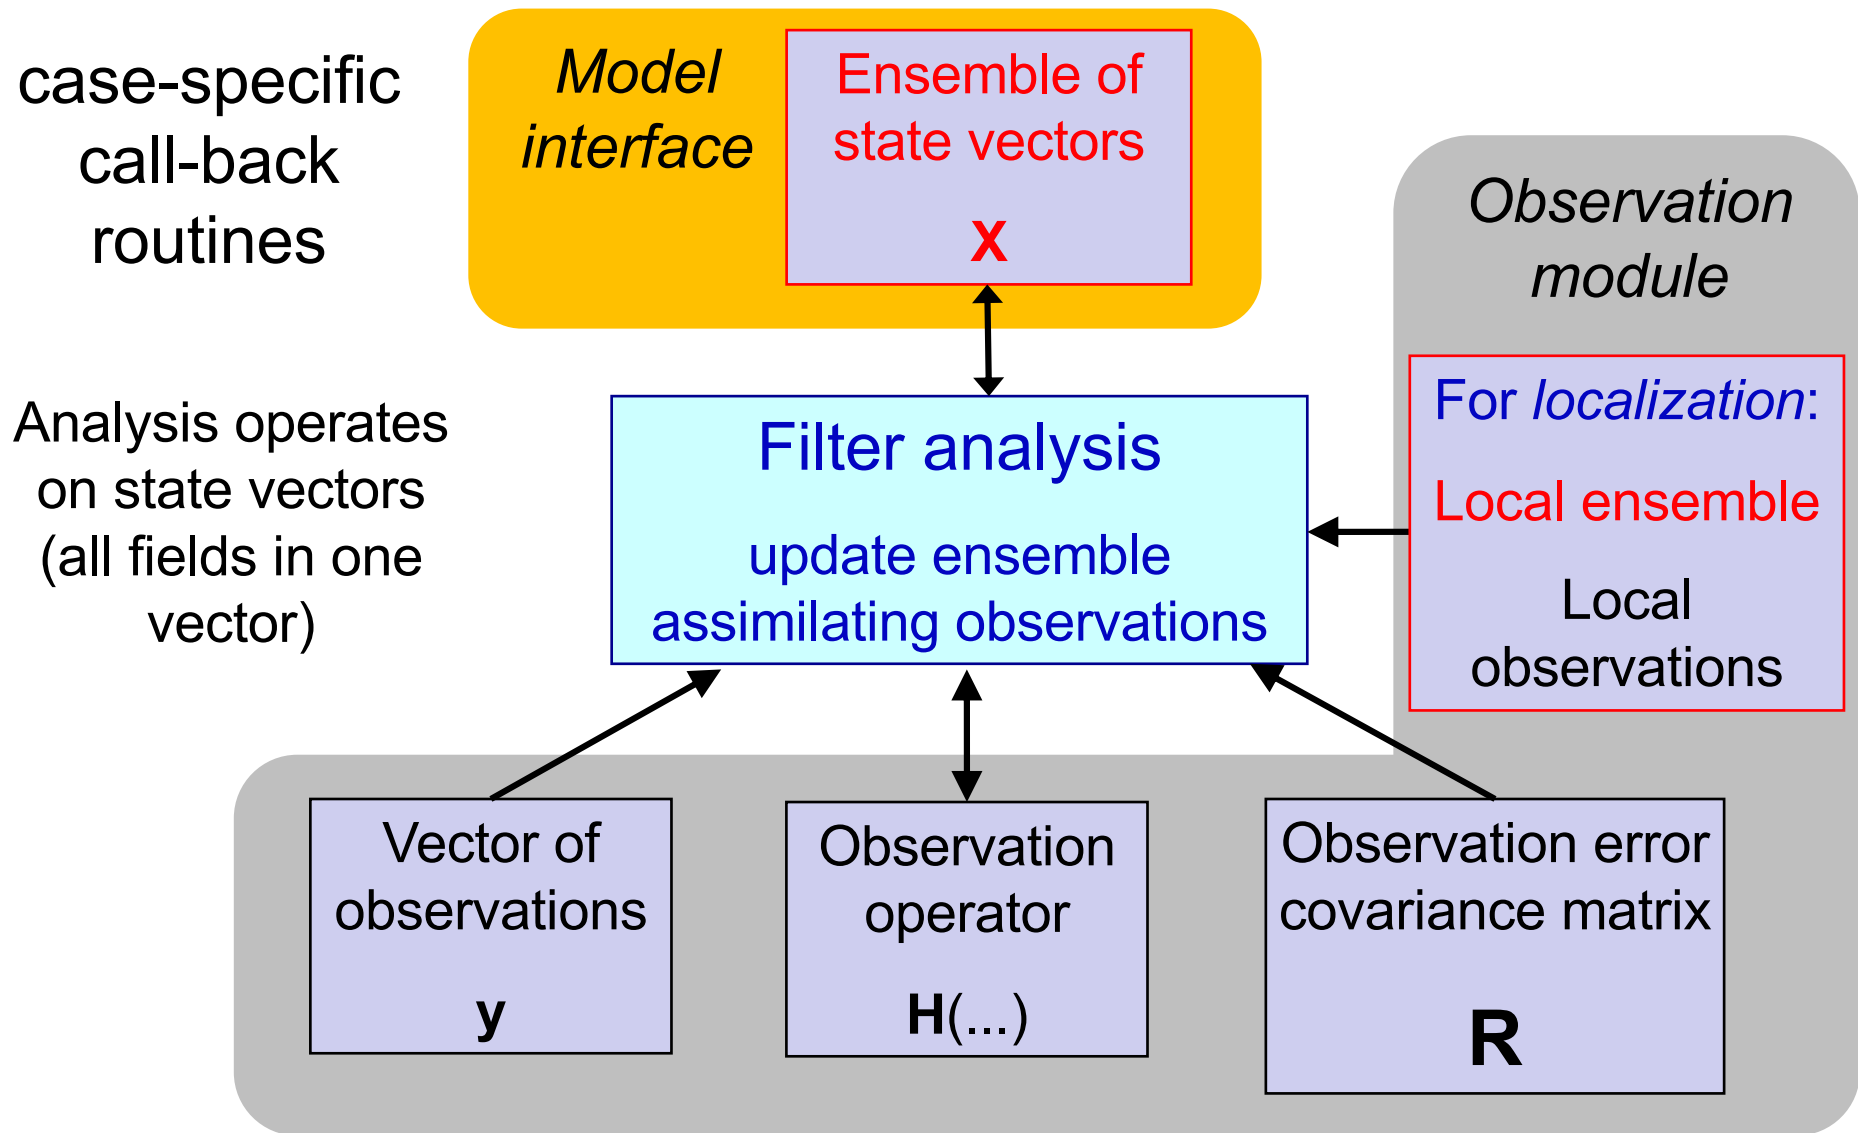 case-specific
call-back
routines
Model
interface
Ensemble of
state vectors
X
Observation
module
For localization:
Local ensemble
Local
observations
Analysis operates
on state vectors
(all fields in one
vector)
Filter analysis
update ensemble
assimilating observations
Vector of
observations
y
Observation
operator
H(...)
Observation error
covariance matrix
R